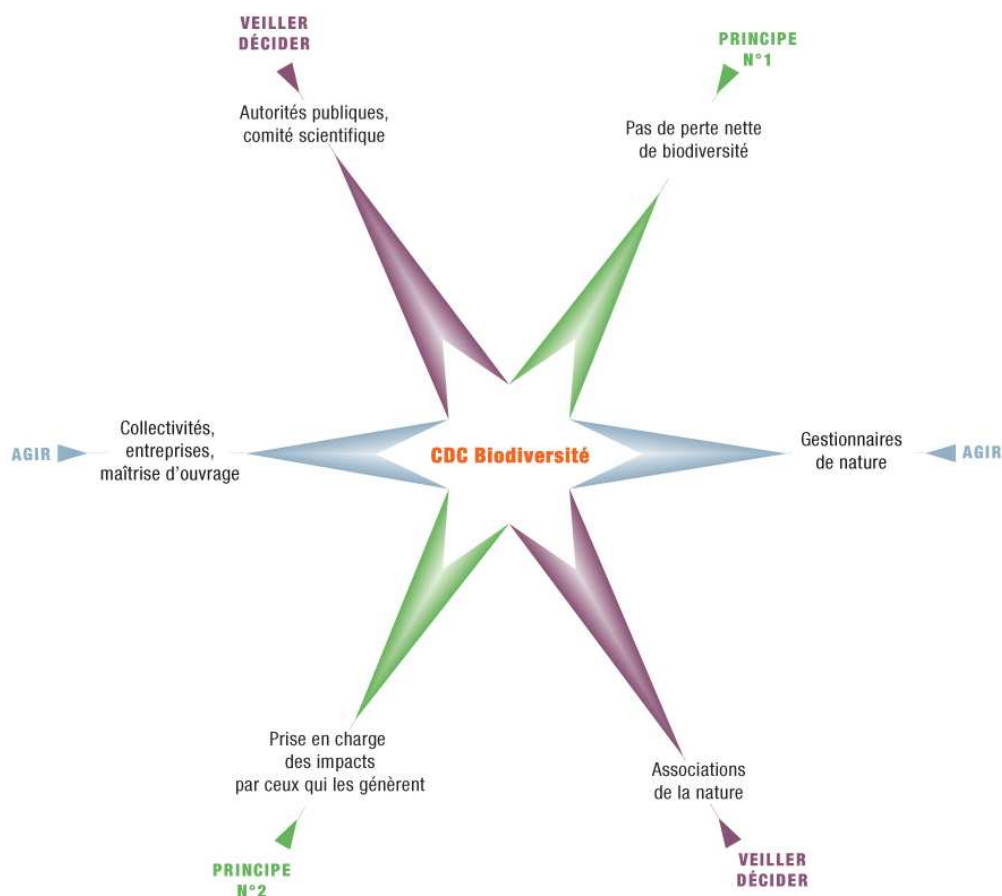 VEILLER
DÉCIDER
Autorités publiques,
comité scientifique
PRINCIPE
N°1
Pas de perte nette
de biodiversité
AGIR
Collectivités,
entreprises,
maîtrise d'ouvrage
CDC Biodiversité
Gestionnaires
de nature
AGIR
Prise en charge
des impacts
par ceux qui les génèrent
PRINCIPE
N°2
Associations
de la nature
VEILLER
DÉCIDER